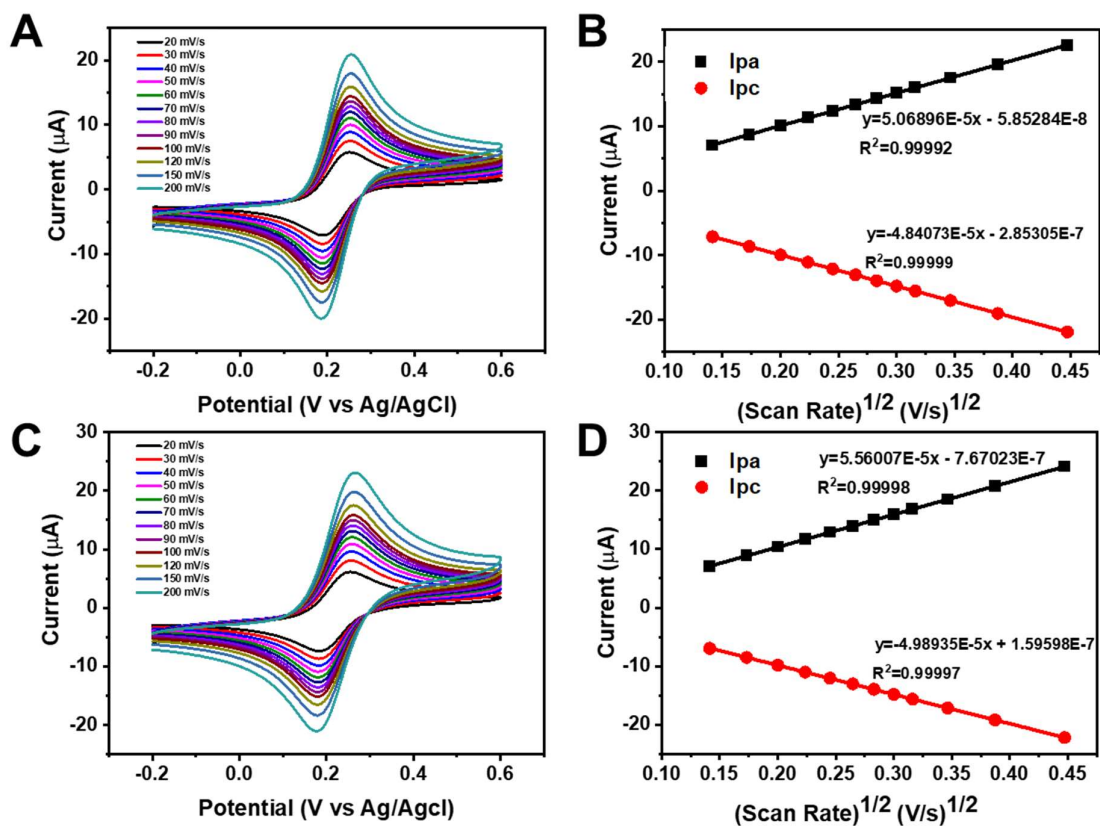 A
20 mV/s
30 mV/s
40 mV/s
50 mV/s
60 mV/s
70 mV/s
80 mV/s
90 mV/s
100 mV/s
120 mV/s
150 mV/s
200 mV/s
20
10
0
-10
-20
-0.2 0.0 0.2 0.4 0.6
Current (μA)
Potential (V vs Ag/AgCl)
B
Ipa
Ipc
y=5.06896E-5x - 5.85284E-8
R²=0.99992
y=-4.84073E-5x - 2.85305E-7
R²=0.99999
20
10
0
-10
-20
0.10 0.15 0.20 0.25 0.30 0.35 0.40 0.45
Current (μA)
(Scan Rate)^1/2 (V/s)^1/2
C
20 mV/s
30 mV/s
40 mV/s
50 mV/s
60 mV/s
70 mV/s
80 mV/s
90 mV/s
100 mV/s
120 mV/s
150 mV/s
200 mV/s
30
20
10
0
-10
-20
-0.2 0.0 0.2 0.4 0.6
Current (μA)
Potential (V vs Ag/Agcl)
D
Ipa
Ipc
y=5.56007E-5x - 7.67023E-7
R²=0.99998
y=-4.98935E-5x + 1.59598E-7
R²=0.99997
30
20
10
0
-10
-20
0.10 0.15 0.20 0.25 0.30 0.35 0.40 0.45
Current (μA)
(Scan Rate)^1/2 (V/s)^1/2